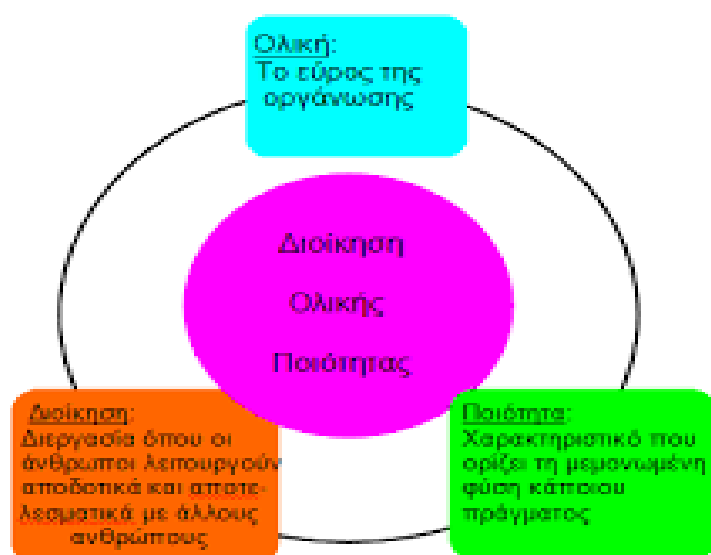 Ολική:
Το εύρος της
οργάνωσης
Διοίκηση
Ολικής
Ποιότητας
Διοίκηση:
Διεργασία όπου οι
άνθρωποι λειτουργούν
αποδοτικά και αποτε-
λεσματικά με άλλους
ανθρώπους
Ποιότητα:
Χαρακτηριστικό που
ορίζει τη μεμονωμένη
φύση κάποιου
πράγματος